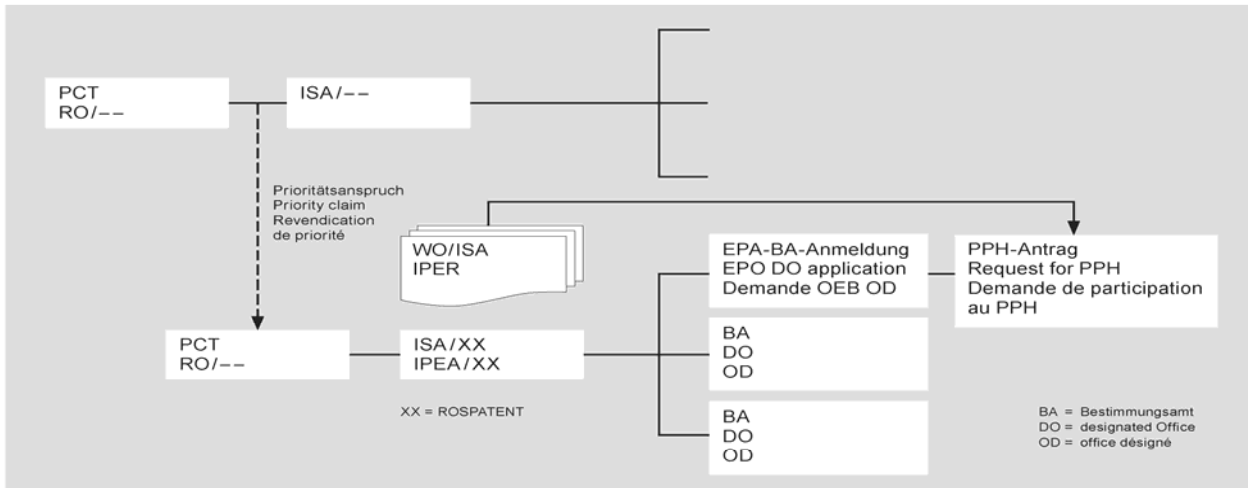 PCT
RO/--
ISA/--
Prioritätsanspruch
Priority claim
Revendication
de priorité
WO/ISA
IPER
EPA-BA-Anmeldung
EPO DO application
Demande OEB OD
PPH-Antrag
Request for PPH
Demande de participation
au PPH
PCT
RO/--
ISA/XX
IPEA/XX
BA
DO
OD
XX = ROSPATENT
BA
DO
OD
BA = Bestimmungsamt
DO = designated Office
OD = office désigné